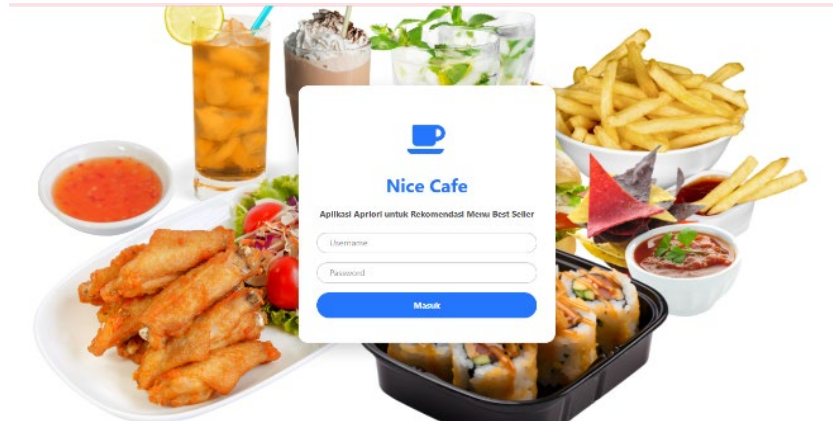 Nice Cafe
Aplikasi Apriori untuk Rekomendasi Menu Best Seller
Username
Password
Masuk